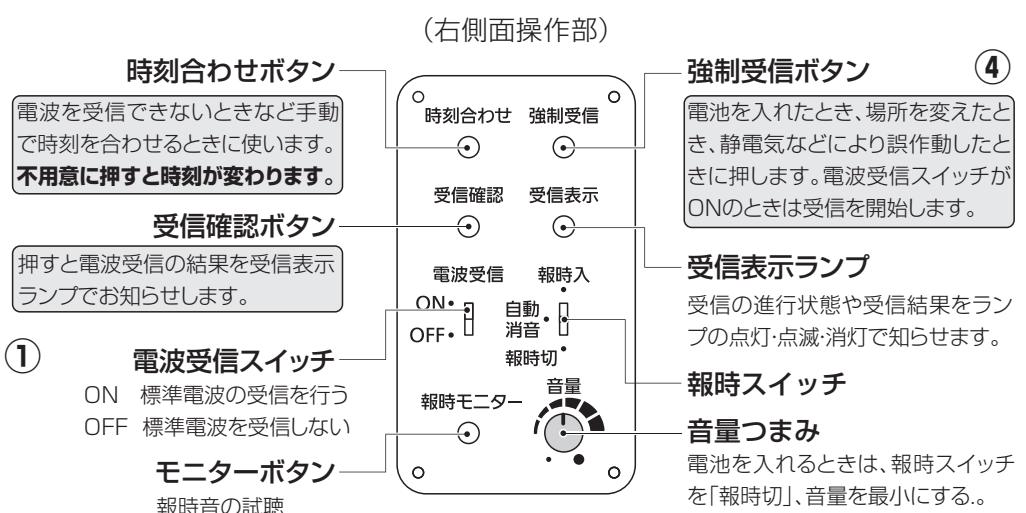 （右側面操作部）
時刻合わせボタン
電波を受信できないときなど手動
で時刻を合わせるときに使います。
不用意に押すと時刻が変わります。
受信確認ボタン
押すと電波受信の結果を受信表示
ランプでお知らせします。
①
電波受信スイッチ
ON 標準電波の受信を行う
OFF 標準電波を受信しない
モニターボタン
報時音の試聴
時刻合わせ 強制受信
受信確認 受信表示
電波受信 報時入
ON
自動
消音
OFF
報時切
音量
報時モニター
強制受信ボタン
④
電池を入れたとき、場所を変えたと
き、静電気などにより誤作動したと
きに押します。電波受信スイッチが
ONのときは受信を開始します。
受信表示ランプ
受信の進行状態や受信結果をラン
プの点灯・点滅・消灯で知らせます。
報時スイッチ
音量つまみ
電池を入れるときは、報時スイッチ
を「報時切」、音量を最小にする.。